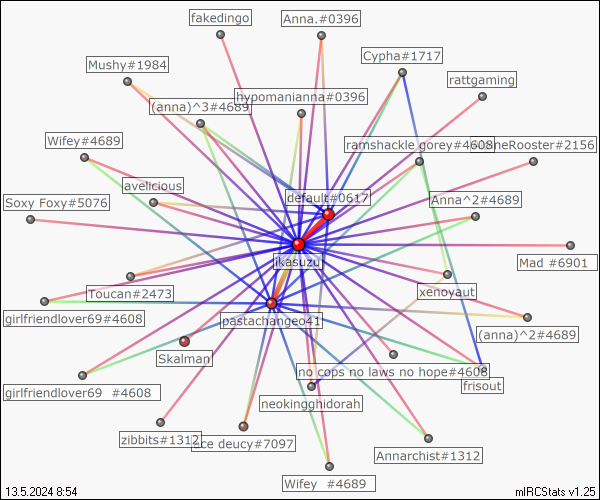 fakedingo
Anna.#0396
Cypha#1717
Mushy#1984
rattgaming
hypomanianna#0396
(anna)^3#4689
Wifey#4689
ramshackle.gorey#4608
neRooster#2156
avelicious
default#0617
Anna^2#4689
Soxy Foxy#5076
jkasuzu
Mad #6901
xenoyaut
Toucan#2473
girlfriendlover69#4608
pastachangeo41
(anna)^2#4689
Skalman
no cops no laws no hope#4608
frisout
girlfriendlover69 #4608
neokingghidorah
zibbits#1312
ce deucy#7097
Annarchist#1312
Wifey #4689
13.5.2024 8:54
mIRCStats v1.25